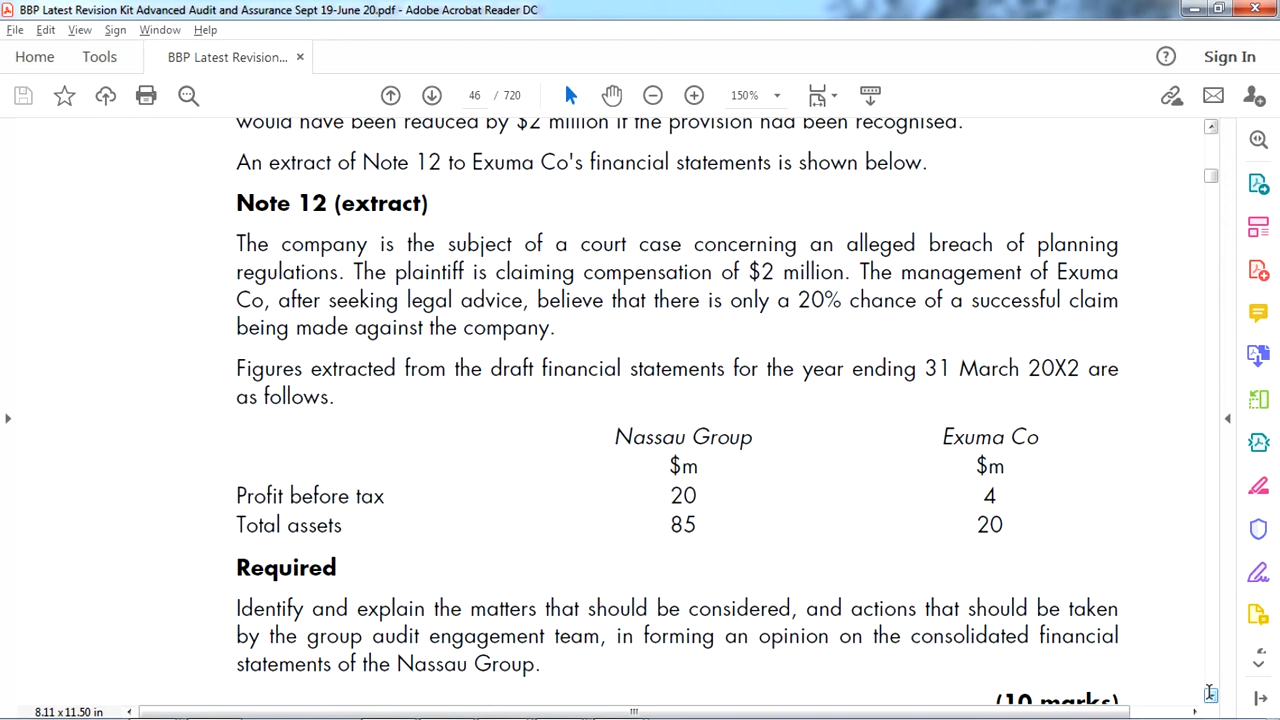 BBP Latest Revision Kit Advanced Audit and Assurance Sept 19-June 20.pdf - Adobe Acrobat Reader DC
File Edit View Sign Window Help
Home Tools BBP Latest Revision... × Sign In
46 / 720 150%
would have been reduced by $2 million if the provision had been recognised.
An extract of Note 12 to Exuma Co's financial statements is shown below.
Note 12 (extract)
The company is the subject of a court case concerning an alleged breach of planning
regulations. The plaintiff is claiming compensation of $2 million. The management of Exuma
Co, after seeking legal advice, believe that there is only a 20% chance of a successful claim
being made against the company.
Figures extracted from the draft financial statements for the year ending 31 March 20X2 are
as follows.
Nassau Group Exuma Co
$m $m
Profit before tax 20 4
Total assets 85 20
Required
Identify and explain the matters that should be considered, and actions that should be taken
by the group audit engagement team, in forming an opinion on the consolidated financial
statements of the Nassau Group.
(10 marks)
8.11 x 11.50 in